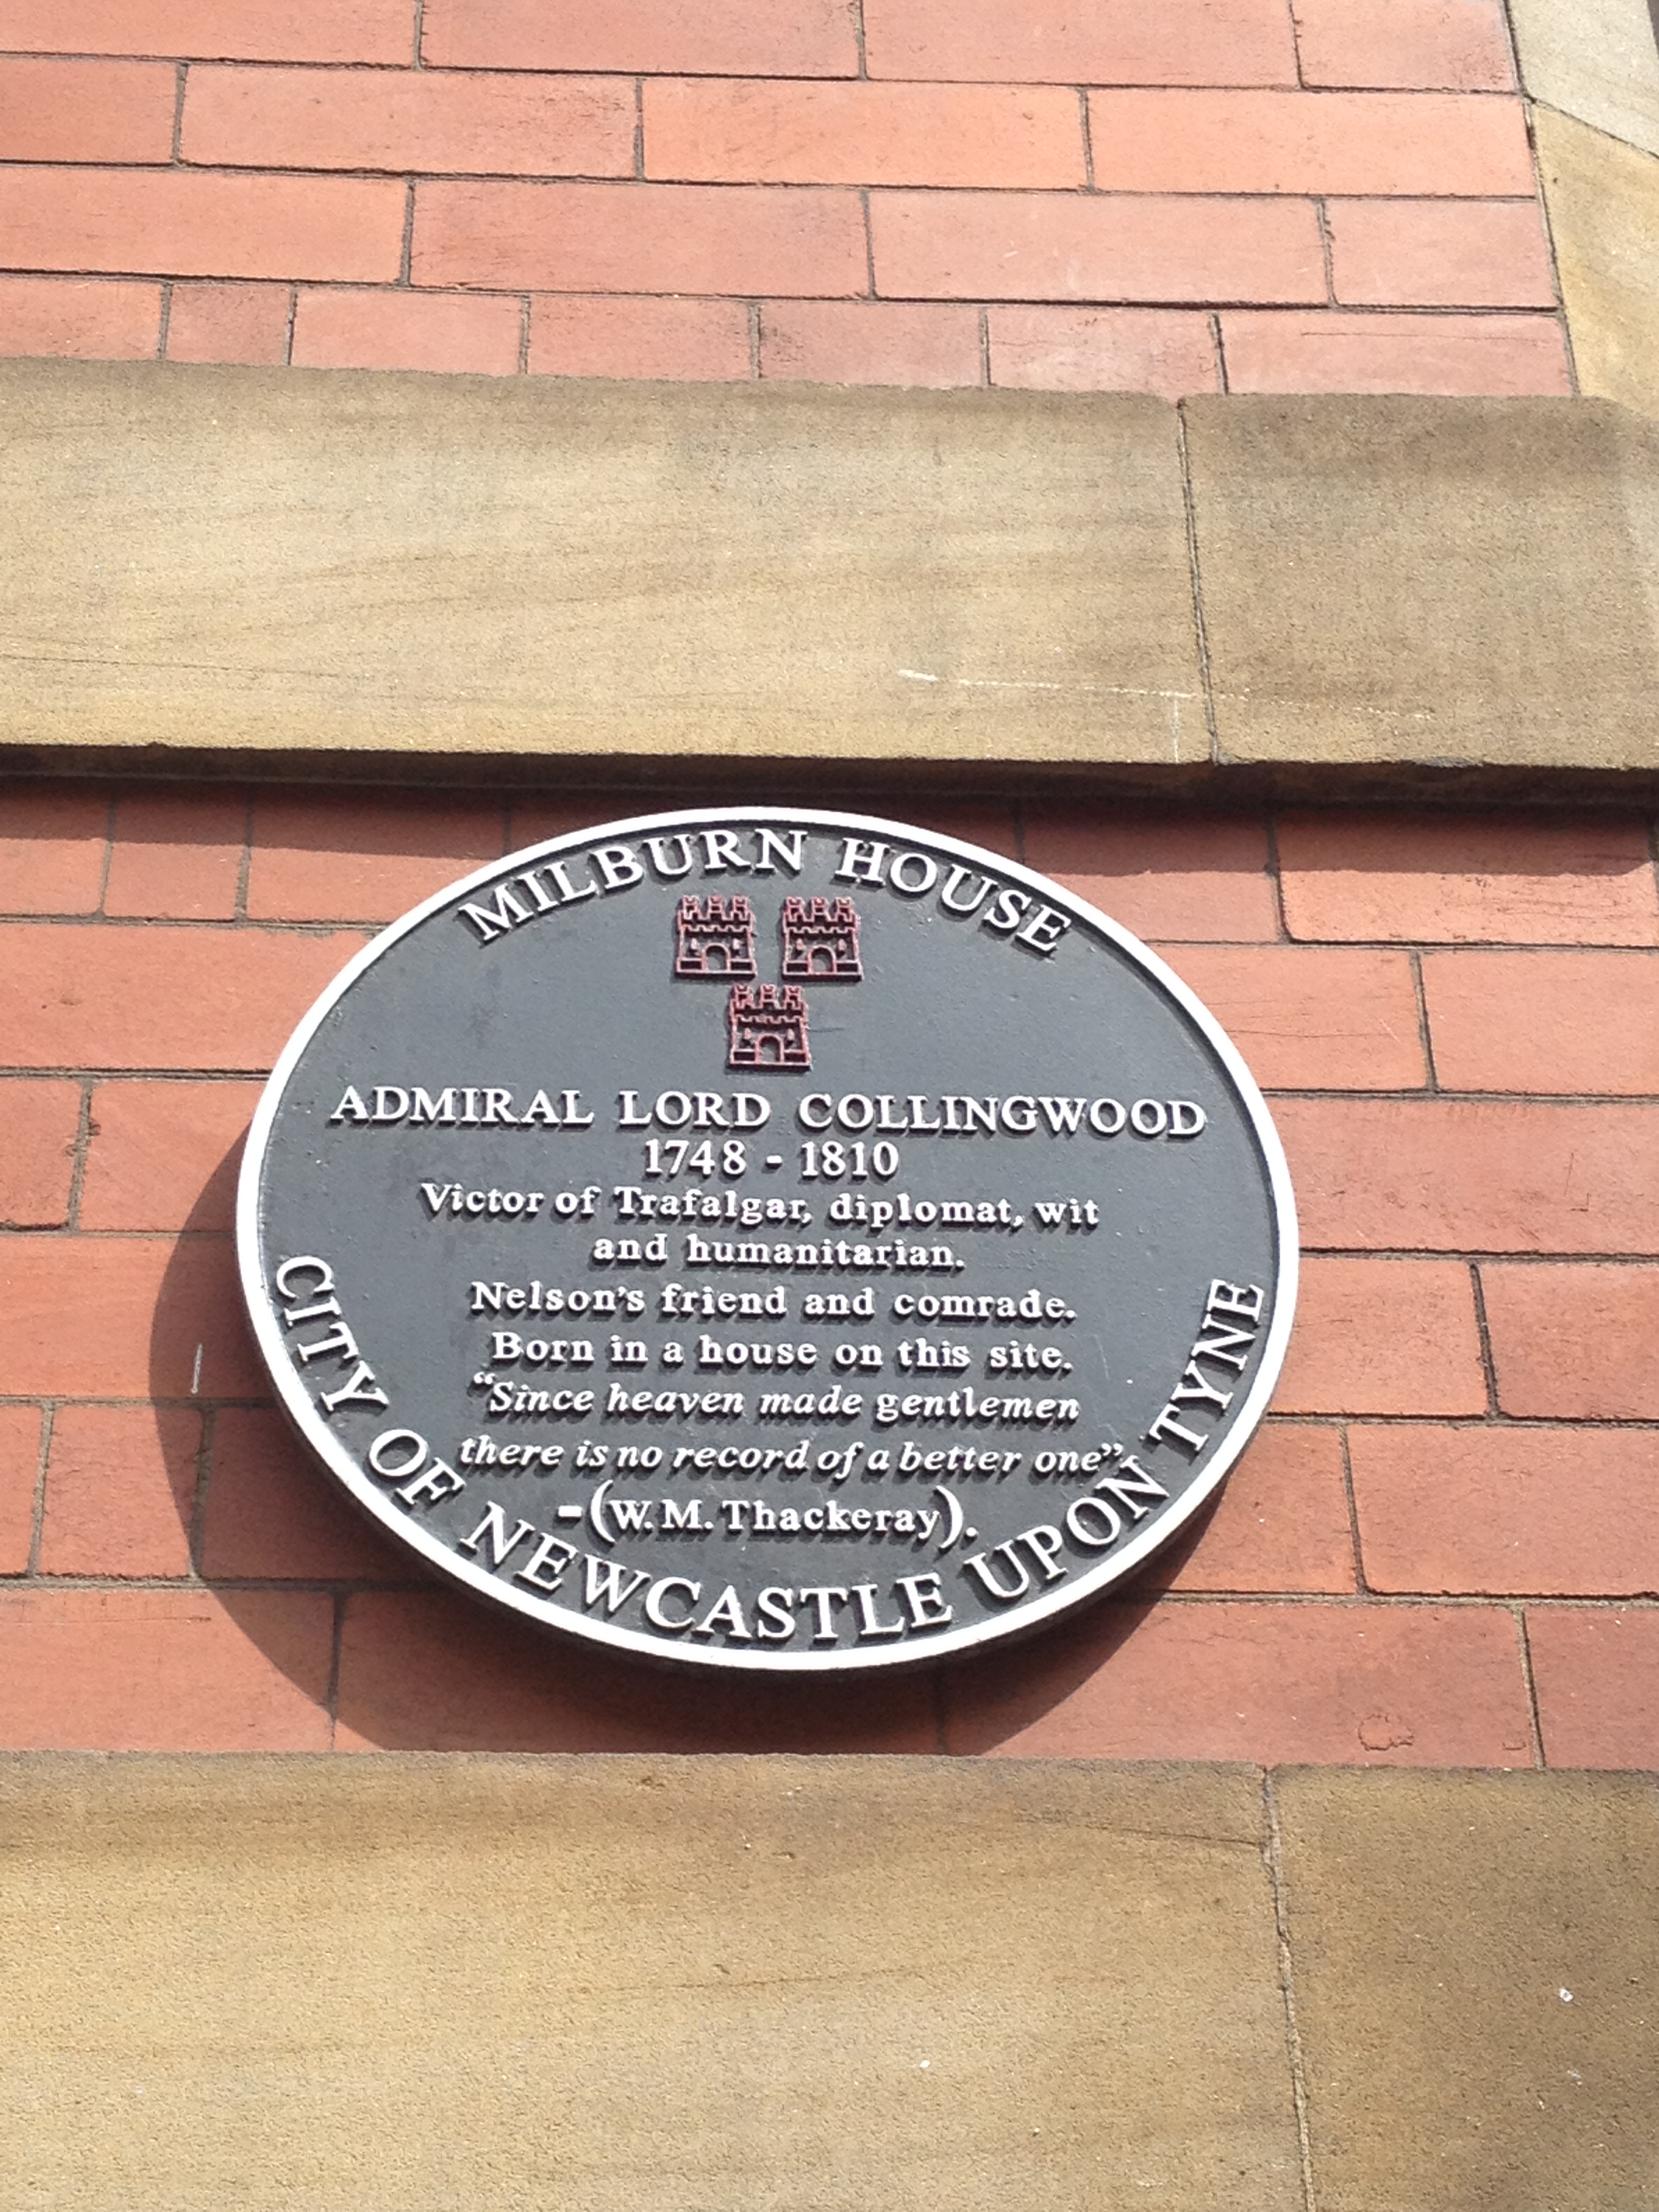 MILBURN HOUSE
ADMIRAL LORD COLLINGWOOD
1748 - 1810
Victor of Trafalgar, diplomat, wit
and humanitarian.
Nelson's friend and comrade.
Born in a house on this site.
"Since heaven made gentlemen
there is no record of a better one"
-(W.M.Thackeray).
CITY OF NEWCASTLE UPON TYNE